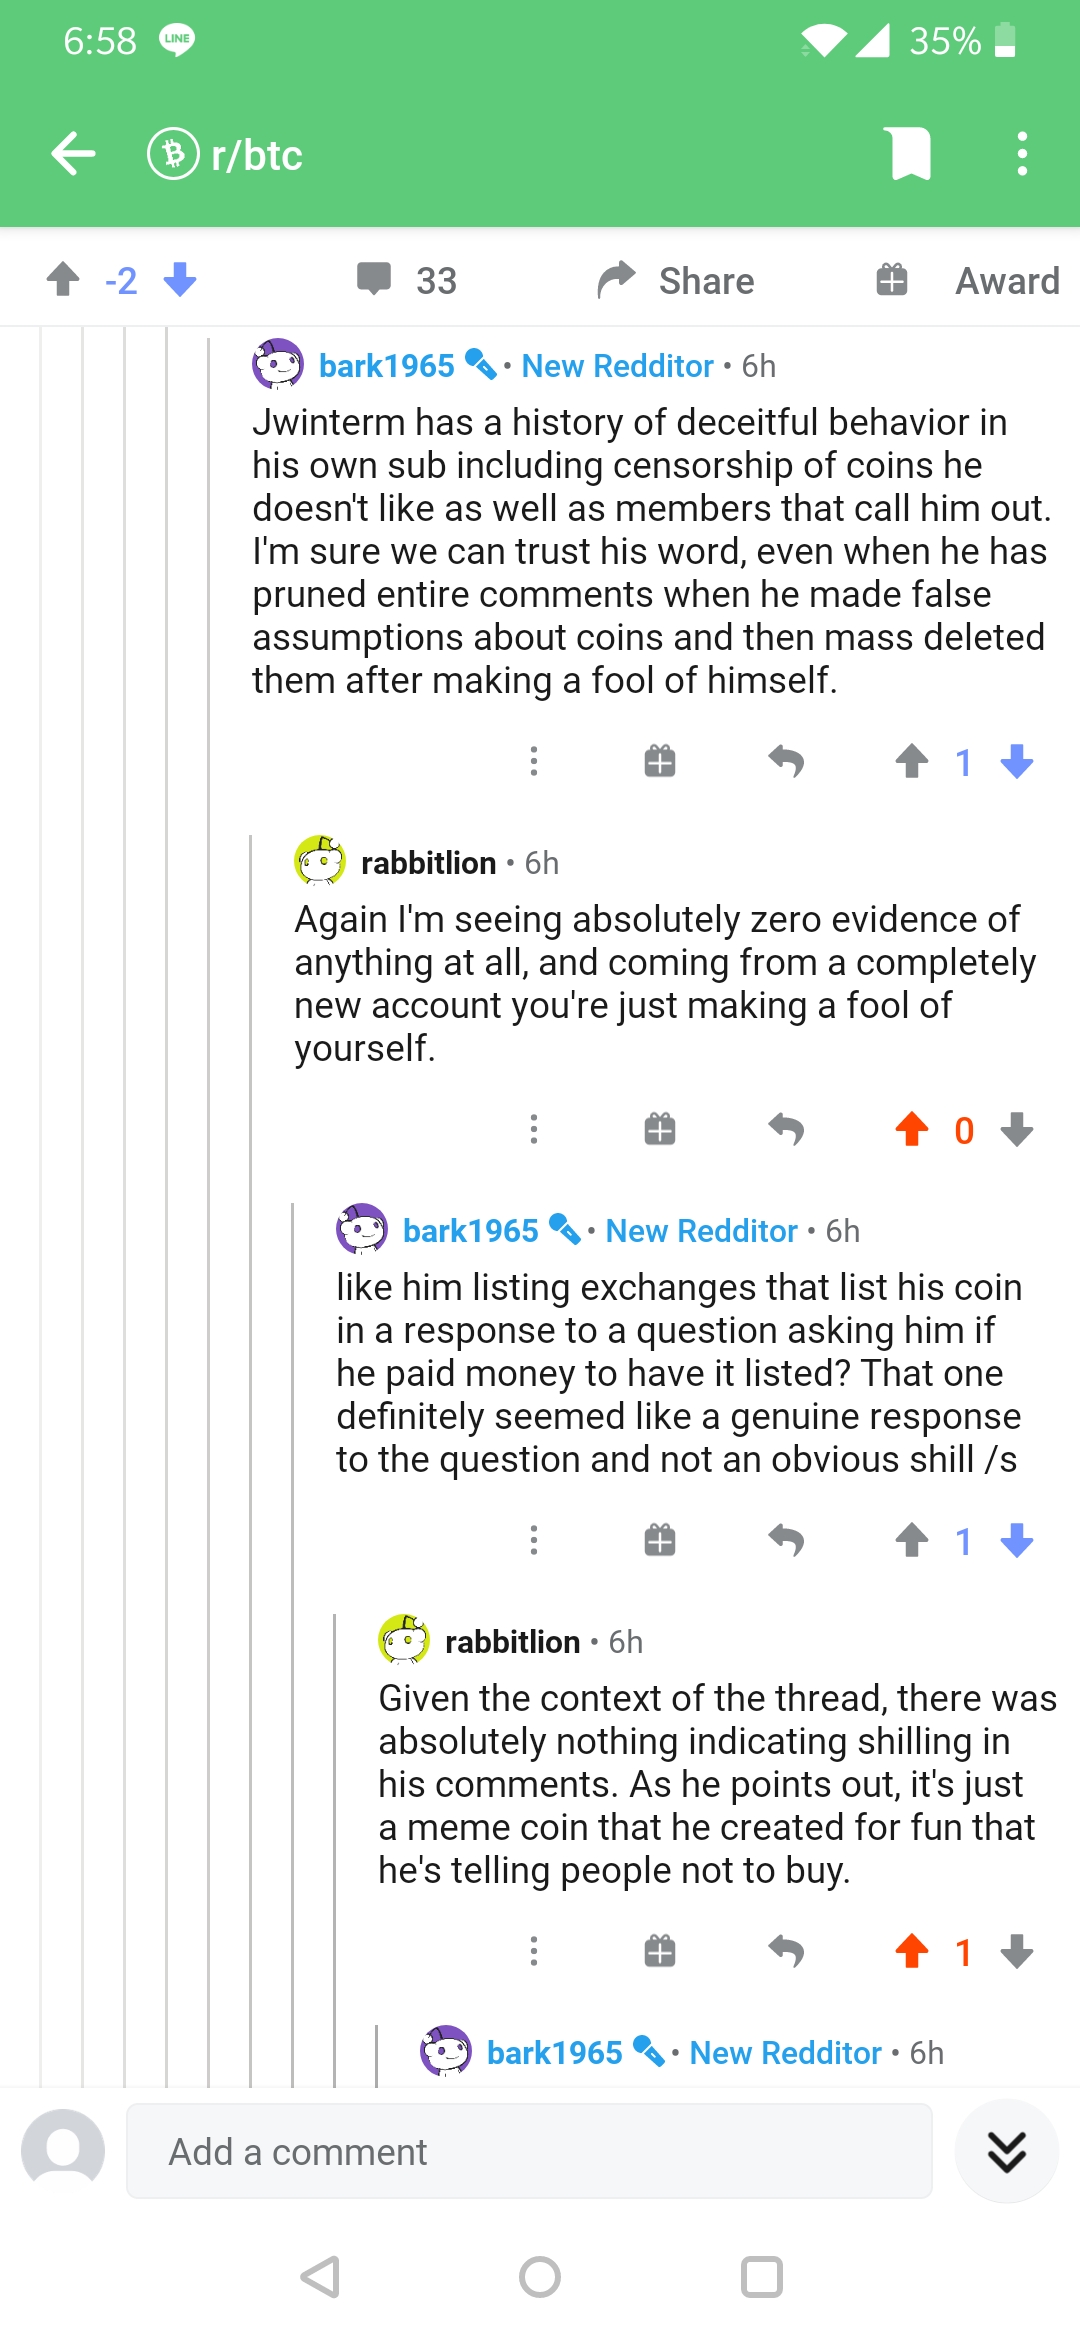 6:58 LINE 35%
r/btc
-2 33 Share Award
bark1965 • New Redditor • 6h
Jwinterm has a history of deceitful behavior in
his own sub including censorship of coins he
doesn't like as well as members that call him out.
I'm sure we can trust his word, even when he has
pruned entire comments when he made false
assumptions about coins and then mass deleted
them after making a fool of himself.
1
rabbitlion • 6h
Again I'm seeing absolutely zero evidence of
anything at all, and coming from a completely
new account you're just making a fool of
yourself.
0
bark1965 • New Redditor • 6h
like him listing exchanges that list his coin
in a response to a question asking him if
he paid money to have it listed? That one
definitely seemed like a genuine response
to the question and not an obvious shill /s
1
rabbitlion • 6h
Given the context of the thread, there was
absolutely nothing indicating shilling in
his comments. As he points out, it's just
a meme coin that he created for fun that
he's telling people not to buy.
1
bark1965 • New Redditor • 6h
Add a comment